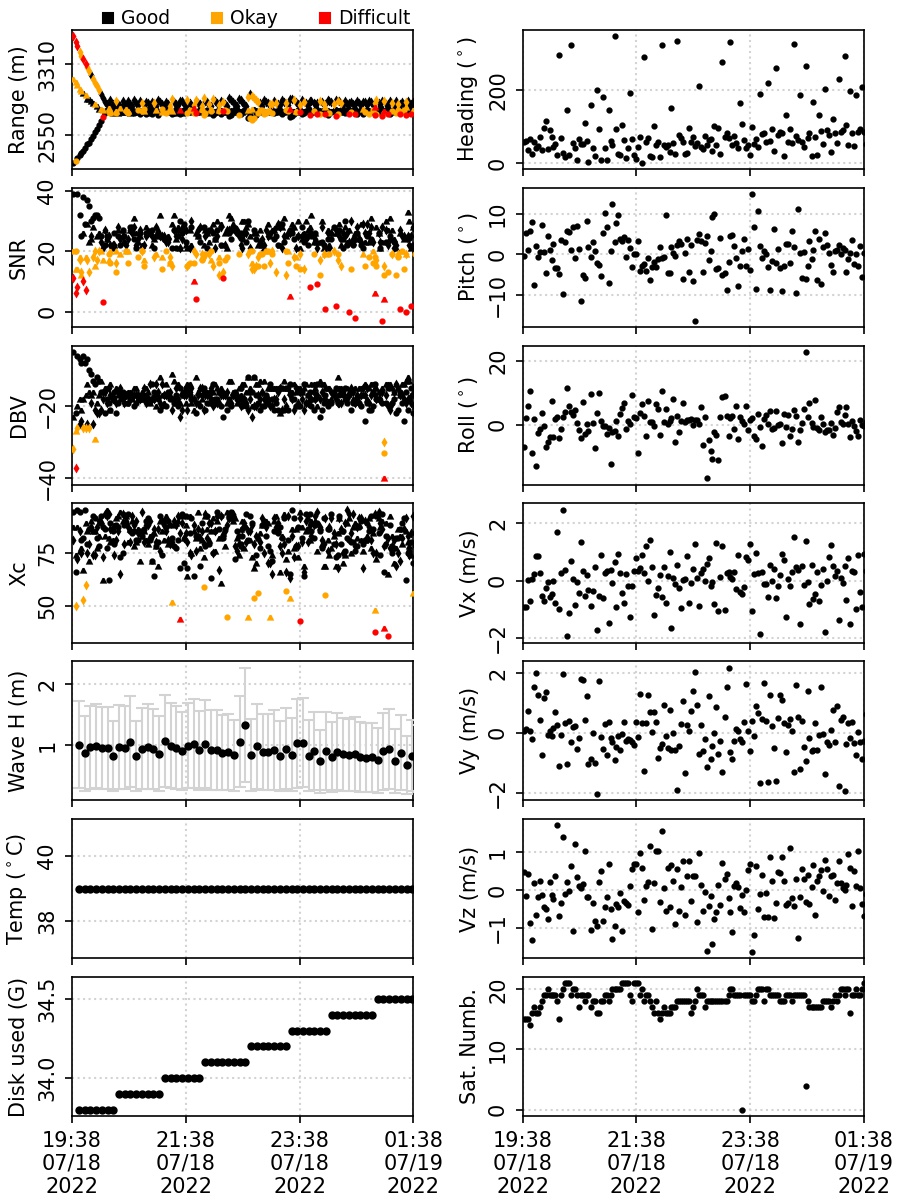 Good Okay Difficult
Range (m)
3310
2550
Heading (°)
200
0
SNR
40
20
0
Pitch (°)
10
0
−10
DBV
−20
−40
Roll (°)
20
0
Xc
75
50
Vx (m/s)
2
0
−2
Wave H (m)
2
1
Vy (m/s)
2
0
−2
Temp (°C)
40
38
Vz (m/s)
1
0
−1
Disk used (G)
34.5
34.0
Sat. Numb.
20
10
0
19:38 21:38 23:38 01:38 19:38 21:38 23:38 01:38
07/18 07/18 07/18 07/19 07/18 07/18 07/18 07/19
2022 2022 2022 2022 2022 2022 2022 2022